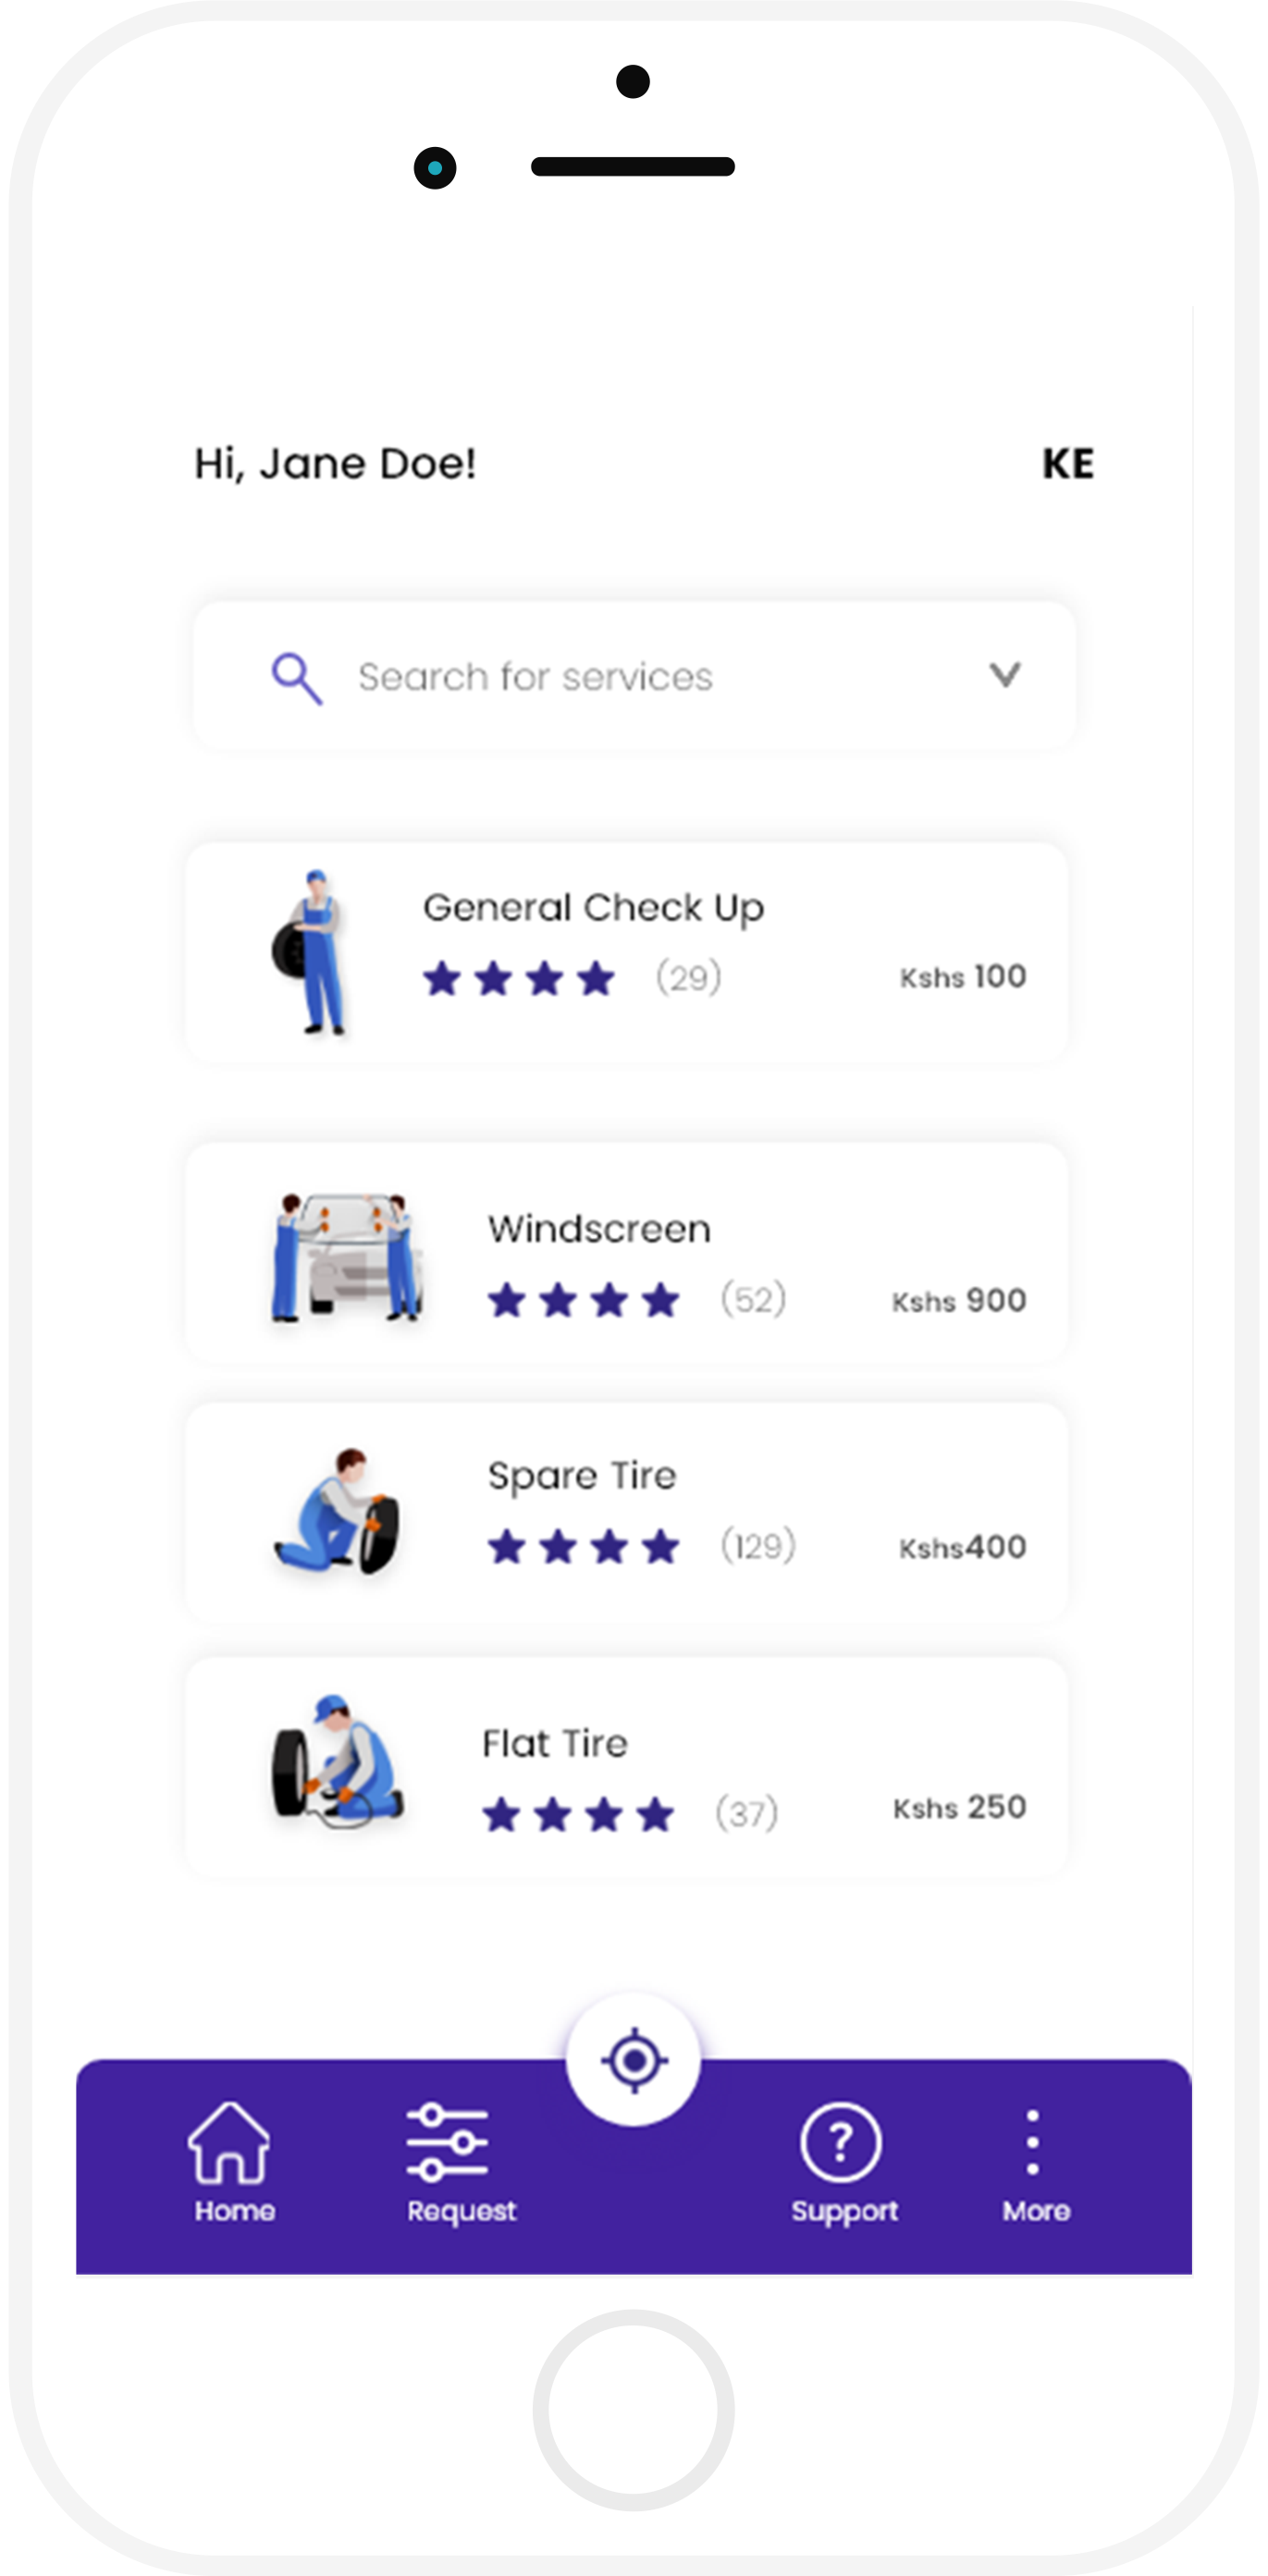 Hi, Jane Doe! KE
Search for services
General Check Up
(29) Kshs 100
Windscreen
(52) Kshs 900
Spare Tire
(129) Kshs400
Flat Tire
(37) Kshs 250
Home Request Support More